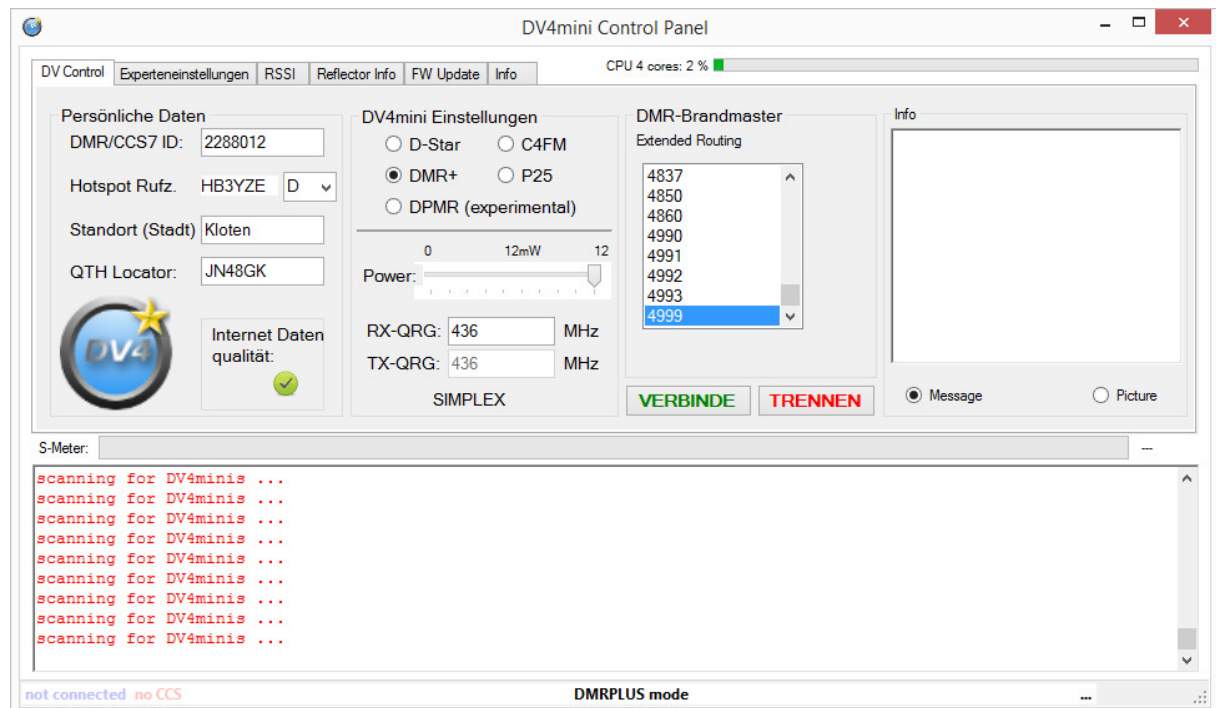 DV4mini Control Panel
DV Control Experteneinstellungen RSSI Reflector Info FW Update Info
CPU 4 cores: 2 %
Persönliche Daten
DMR/CCS7 ID: 2288012
Hotspot Rufz. HB3YZE D
Standort (Stadt) Kloten
QTH Locator: JN48GK
DV4
Internet Daten
qualität:
DV4mini Einstellungen
D-Star C4FM
DMR+ P25
DPMR (experimental)
0 12mW 12
Power:
RX-QRG: 436 MHz
TX-QRG: 436 MHz
SIMPLEX
DMR-Brandmaster
Extended Routing
4837
4850
4860
4990
4991
4992
4993
4999
VERBINDE TRENNEN
Info
Message Picture
S-Meter: ---
scanning for DV4minis ...
scanning for DV4minis ...
scanning for DV4minis ...
scanning for DV4minis ...
scanning for DV4minis ...
scanning for DV4minis ...
scanning for DV4minis ...
scanning for DV4minis ...
scanning for DV4minis ...
not connected no CCS DMRPLUS mode ...